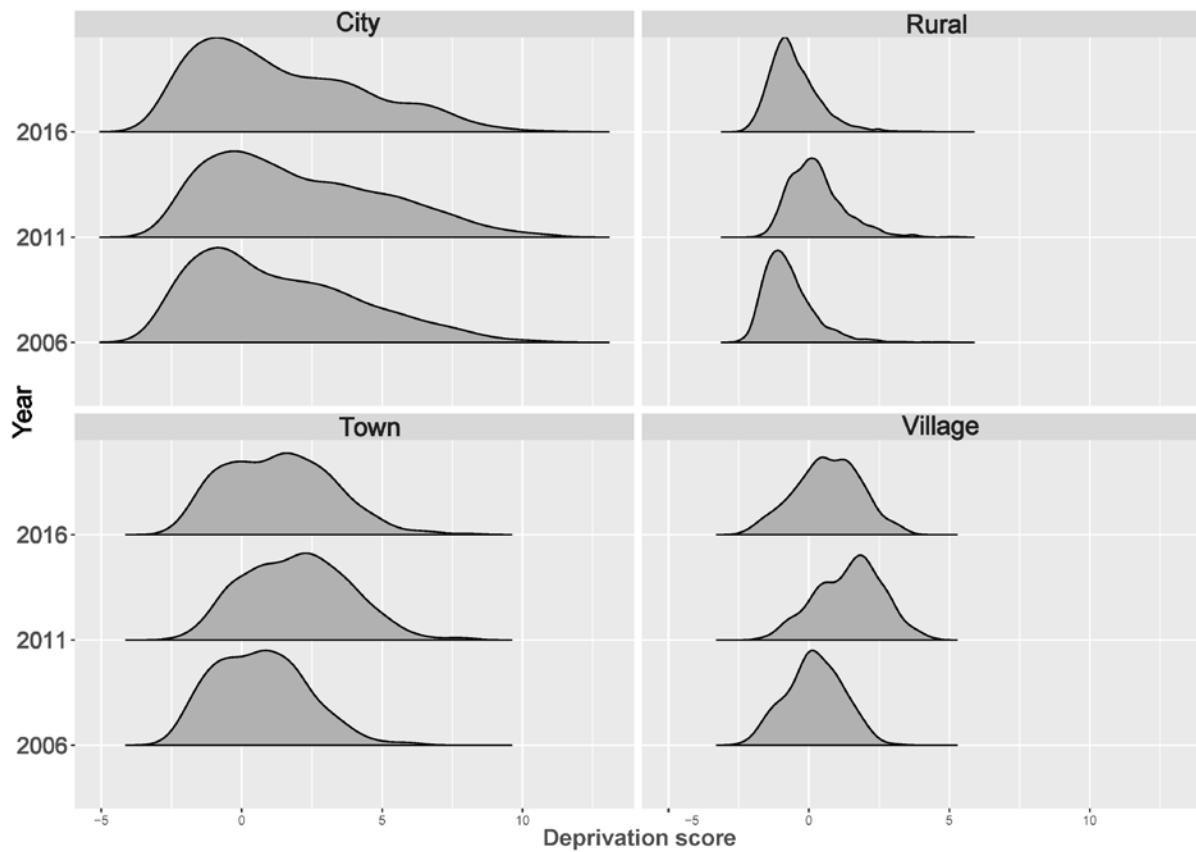 City
Rural
2016
2011
2006
Year
Town
Village
2016
2011
2006
−5 0 5 10 −5 0 5 10
Deprivation score